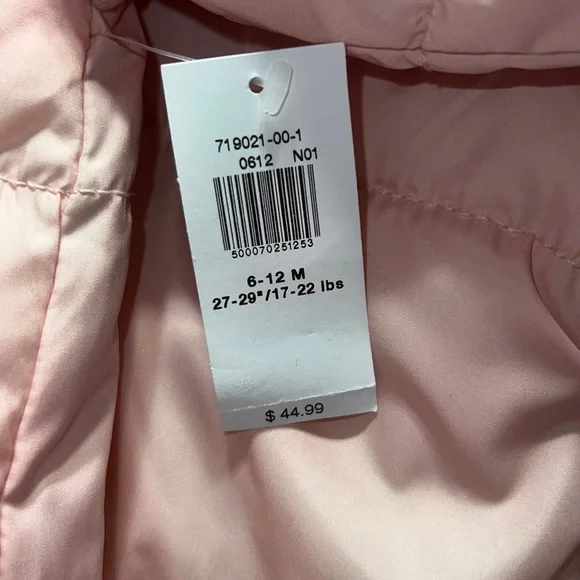 719021-00-1
0612 N01
500070251253
6-12 M
27-29"/17-22 lbs
$ 44.99